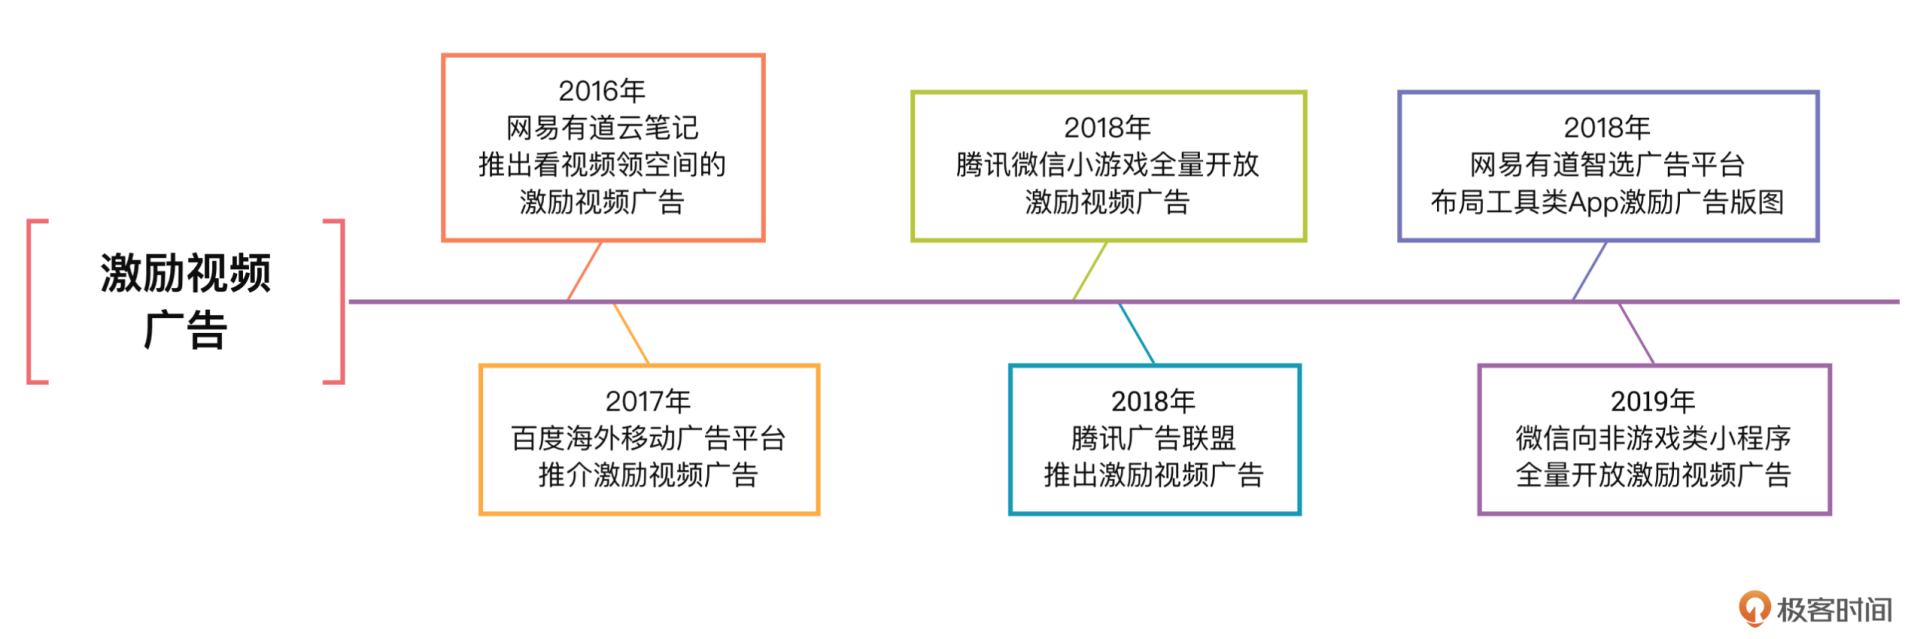 激励视频
广告
2016年
网易有道云笔记
推出看视频领空间的
激励视频广告
2017年
百度海外移动广告平台
推介激励视频广告
2018年
腾讯微信小游戏全量开放
激励视频广告
2018年
腾讯广告联盟
推出激励视频广告
2018年
网易有道智选广告平台
布局工具类App激励广告版图
2019年
微信向非游戏类小程序
全量开放激励视频广告
极客时间